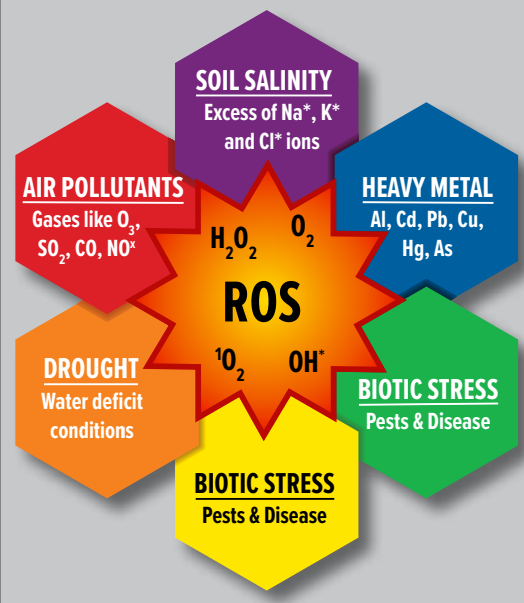 SOIL SALINITY
Excess of Na*, K*
and Cl* ions
AIR POLLUTANTS
Gases like O₃,
SO₂, CO, NOˣ
HEAVY METAL
Al, Cd, Pb, Cu,
Hg, As
H₂O₂
O₂
ROS
¹O₂
OH*
DROUGHT
Water deficit
conditions
BIOTIC STRESS
Pests & Disease
BIOTIC STRESS
Pests & Disease